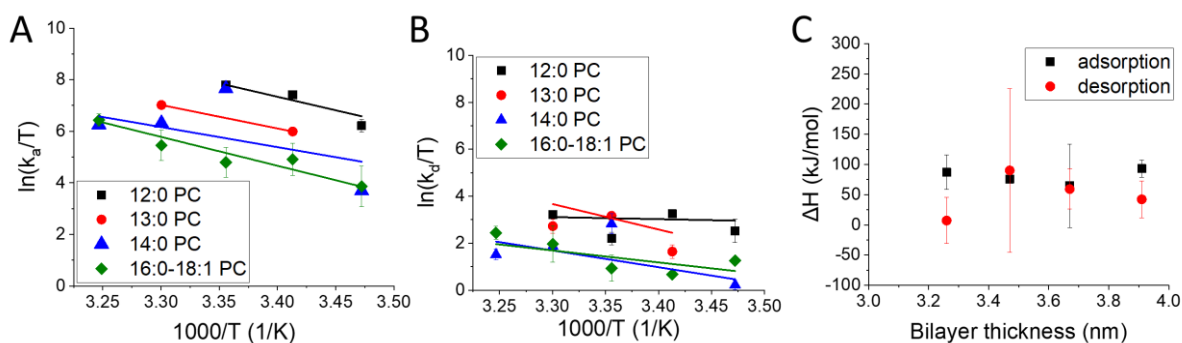 A
ln(kₐ/T)
10
8
6
4
2
0
12:0 PC
13:0 PC
14:0 PC
16:0-18:1 PC
3.25
3.30
3.35
3.40
3.45
3.50
1000/T (1/K)
B
ln(k_d/T)
10
8
6
4
2
0
12:0 PC
13:0 PC
14:0 PC
16:0-18:1 PC
3.25
3.30
3.35
3.40
3.45
3.50
1000/T (1/K)
C
ΔH (kJ/mol)
300
250
200
150
100
50
0
-50
-100
adsorption
desorption
3.0
3.2
3.4
3.6
3.8
4.0
Bilayer thickness (nm)